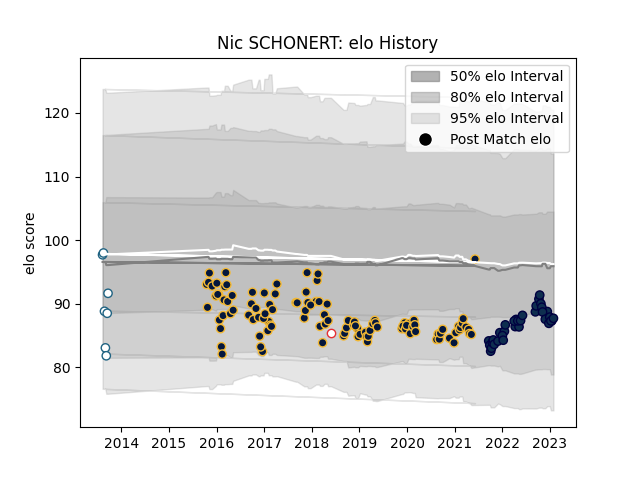 Nic SCHONERT: elo History
50% elo Interval
80% elo Interval
95% elo Interval
Post Match elo
elo score
120
110
100
90
80
2014 2015 2016 2017 2018 2019 2020 2021 2022 2023